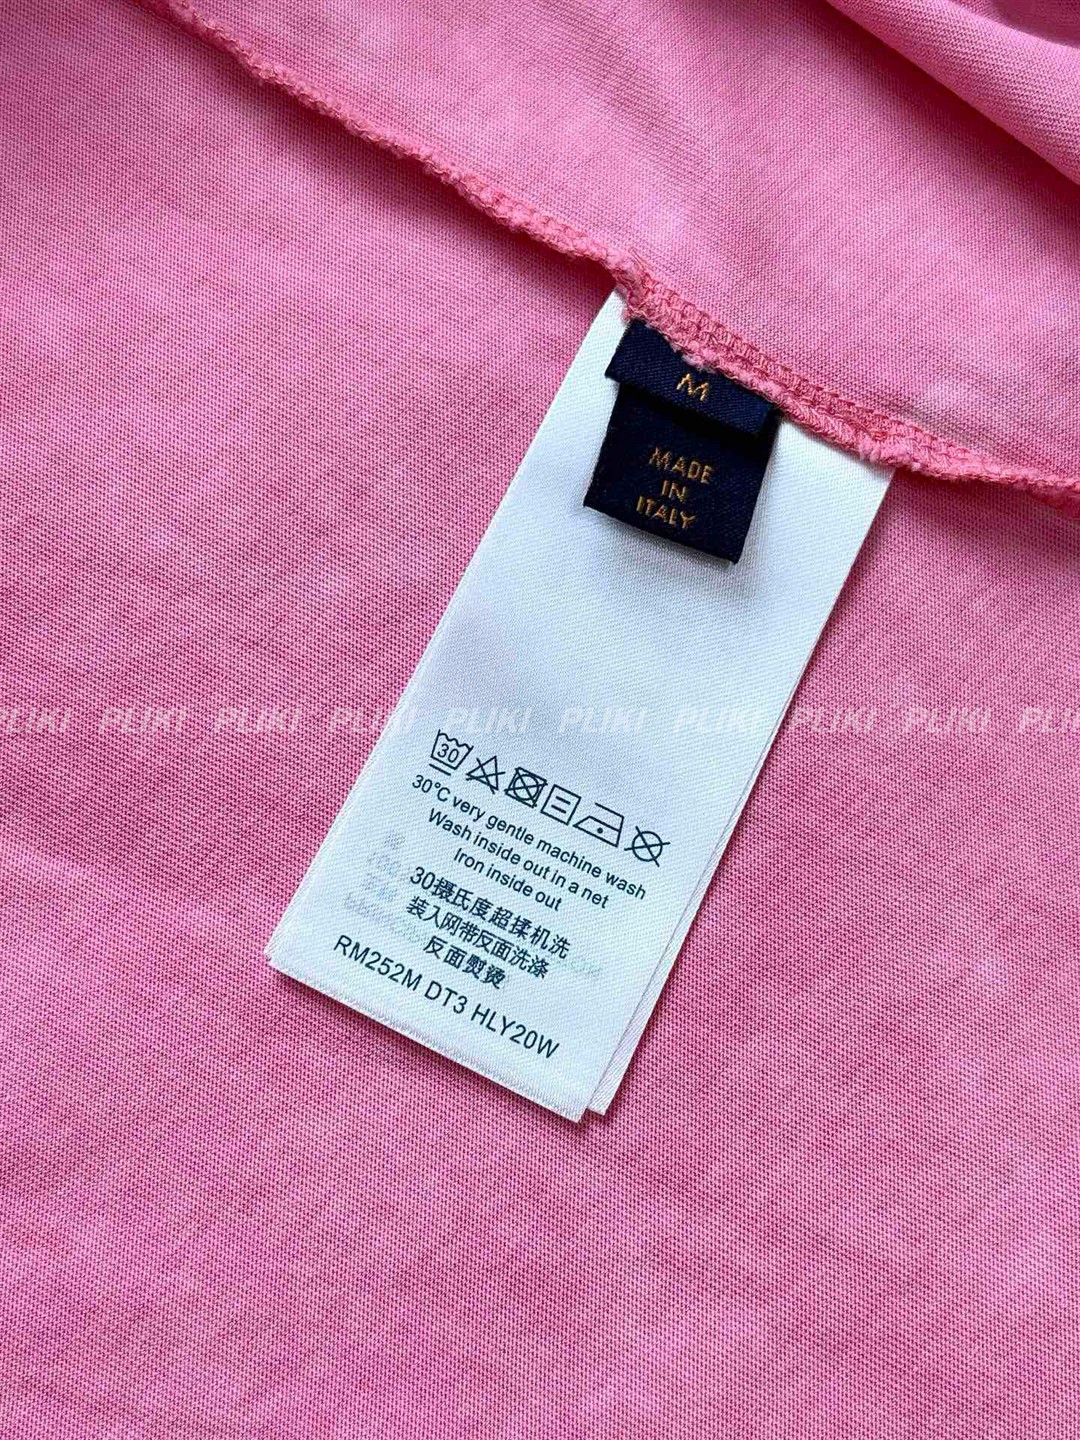 M
MADE
IN
ITALY
PLIKI PLIKI PLIKI PLIKI PLIKI PLIKI PLIKI PLIKI PLIKI
30
30°C very gentle machine wash
Wash inside out in a net
Iron inside out
30摄氏度超揉机洗
装入网带反面洗涤
反面熨烫
RM252M DT3 HLY20W